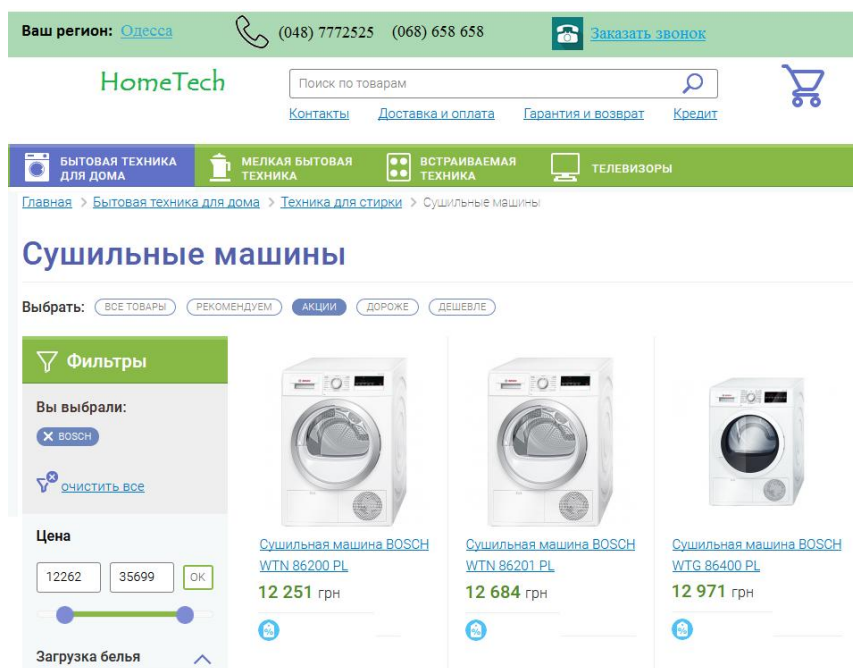 Ваш регион: Одесса (048) 7772525 (068) 658 658 Заказать звонок
HomeTech
Поиск по товарам
Контакты Доставка и оплата Гарантия и возврат Кредит
БЫТОВАЯ ТЕХНИКА
ДЛЯ ДОМА
МЕЛКАЯ БЫТОВАЯ
ТЕХНИКА
ВСТРАИВАЕМАЯ
ТЕХНИКА
ТЕЛЕВИЗОРЫ
Главная > Бытовая техника для дома > Техника для стирки > Сушильные машины
Сушильные машины
Выбрать: ВСЕ ТОВАРЫ РЕКОМЕНДУЕМ АКЦИИ ДОРОЖЕ ДЕШЕВЛЕ
Фильтры
Вы выбрали:
BOSCH
очистить все
Цена
12262 35699 OK
Загрузка белья
Сушильная машина BOSCH
WTN 86200 PL
12 251 грн
%
Сушильная машина BOSCH
WTN 86201 PL
12 684 грн
%
Сушильная машина BOSCH
WTG 86400 PL
12 971 грн
%